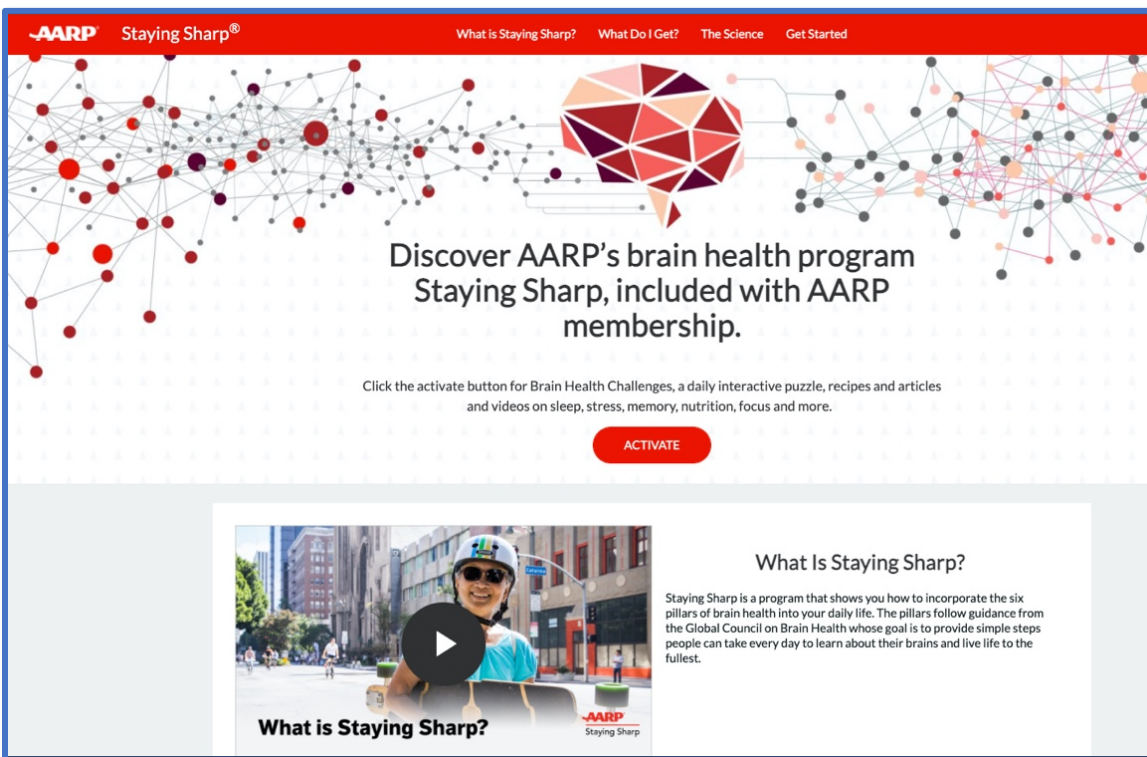 AARP Staying Sharp® What is Staying Sharp? What Do I Get? The Science Get Started
Discover AARP’s brain health program
Staying Sharp, included with AARP
membership.
Click the activate button for Brain Health Challenges, a daily interactive puzzle, recipes and articles
and videos on sleep, stress, memory, nutrition, focus and more.
ACTIVATE
What is Staying Sharp?
AARP
Staying Sharp
What Is Staying Sharp?
Staying Sharp is a program that shows you how to incorporate the six
pillars of brain health into your daily life. The pillars follow guidance from
the Global Council on Brain Health whose goal is to provide simple steps
people can take every day to learn about their brains and live life to the
fullest.